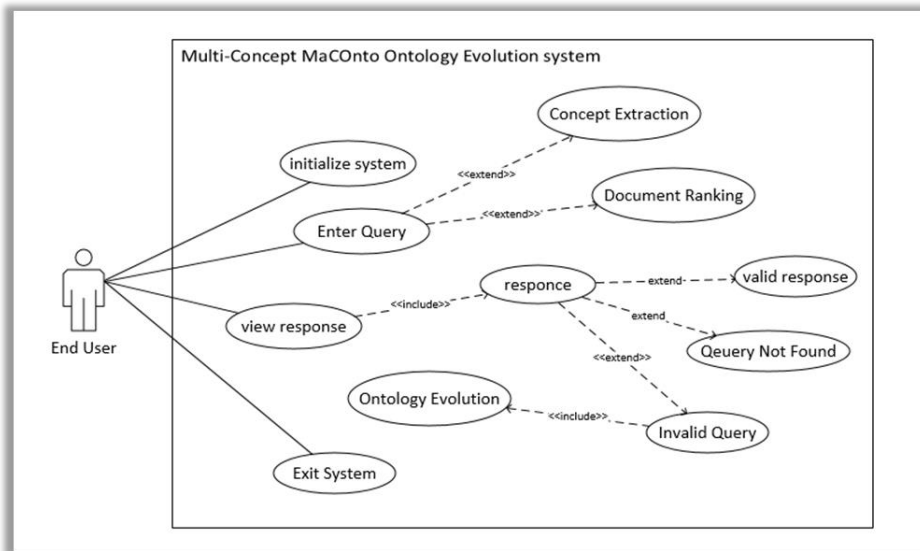 Multi-Concept MaCOnto Ontology Evolution system
Concept Extraction
initialize system
<<extend>>
Document Ranking
<<extend>>
Enter Query
responce
extend
valid response
<<include>>
view response
extend
End User
Qeuery Not Found
<<extend>>
Ontology Evolution
<<include>>
Invalid Query
Exit System